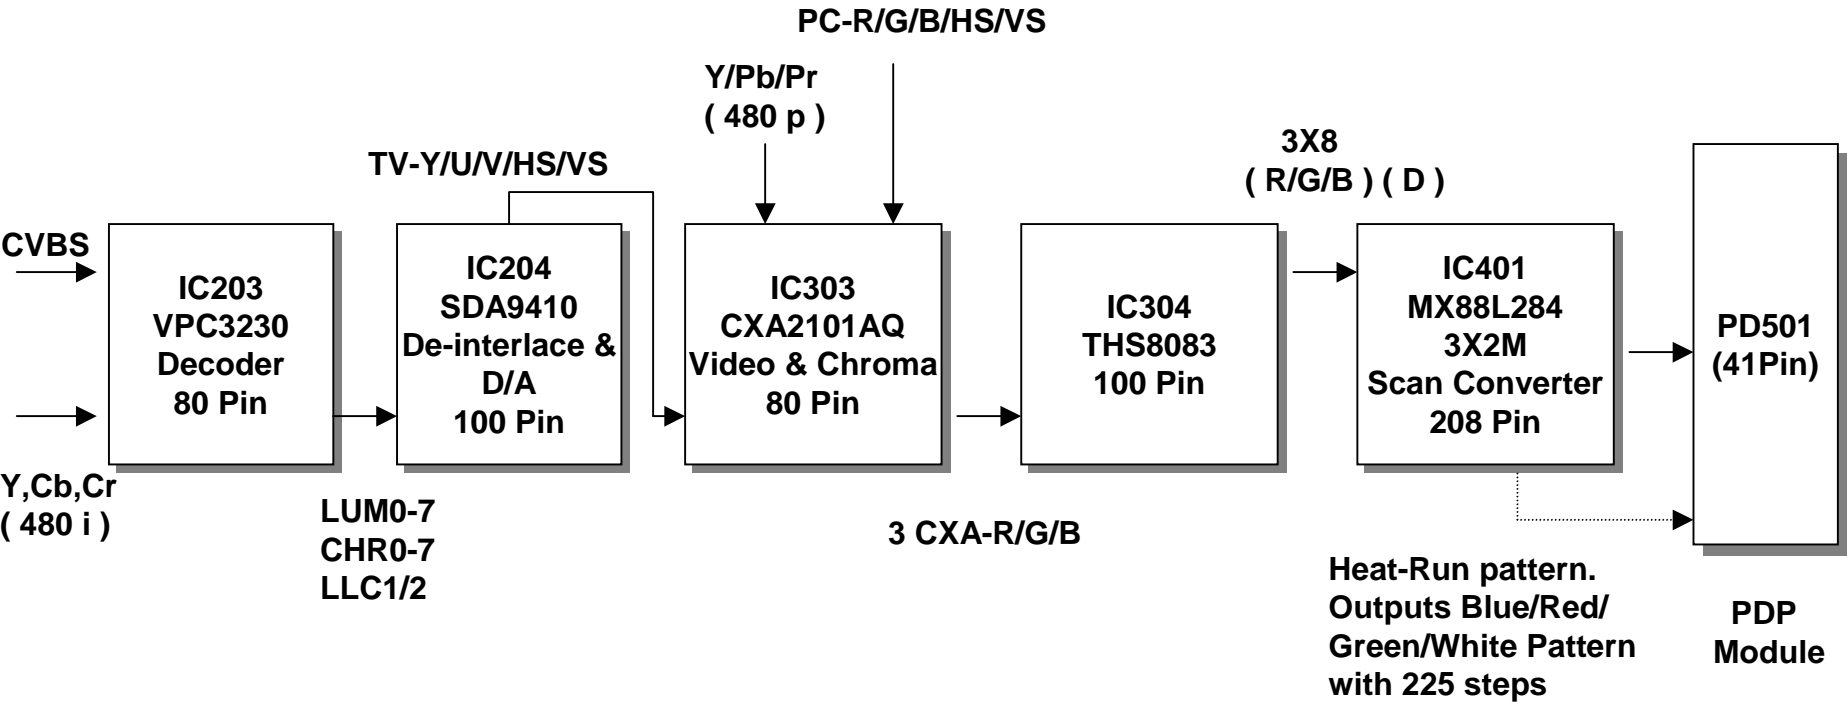 PC-R/G/B/HS/VS
Y/Pb/Pr
( 480 p )
TV-Y/U/V/HS/VS
3X8
( R/G/B ) ( D )
CVBS
Y,Cb,Cr
( 480 i )
IC203
VPC3230
Decoder
80 Pin
LUM0-7
CHR0-7
LLC1/2
IC204
SDA9410
De-interlace &
D/A
100 Pin
IC303
CXA2101AQ
Video & Chroma
80 Pin
3 CXA-R/G/B
IC304
THS8083
100 Pin
IC401
MX88L284
3X2M
Scan Converter
208 Pin
Heat-Run pattern.
Outputs Blue/Red/
Green/White Pattern
with 225 steps
PD501
(41Pin)
PDP
Module